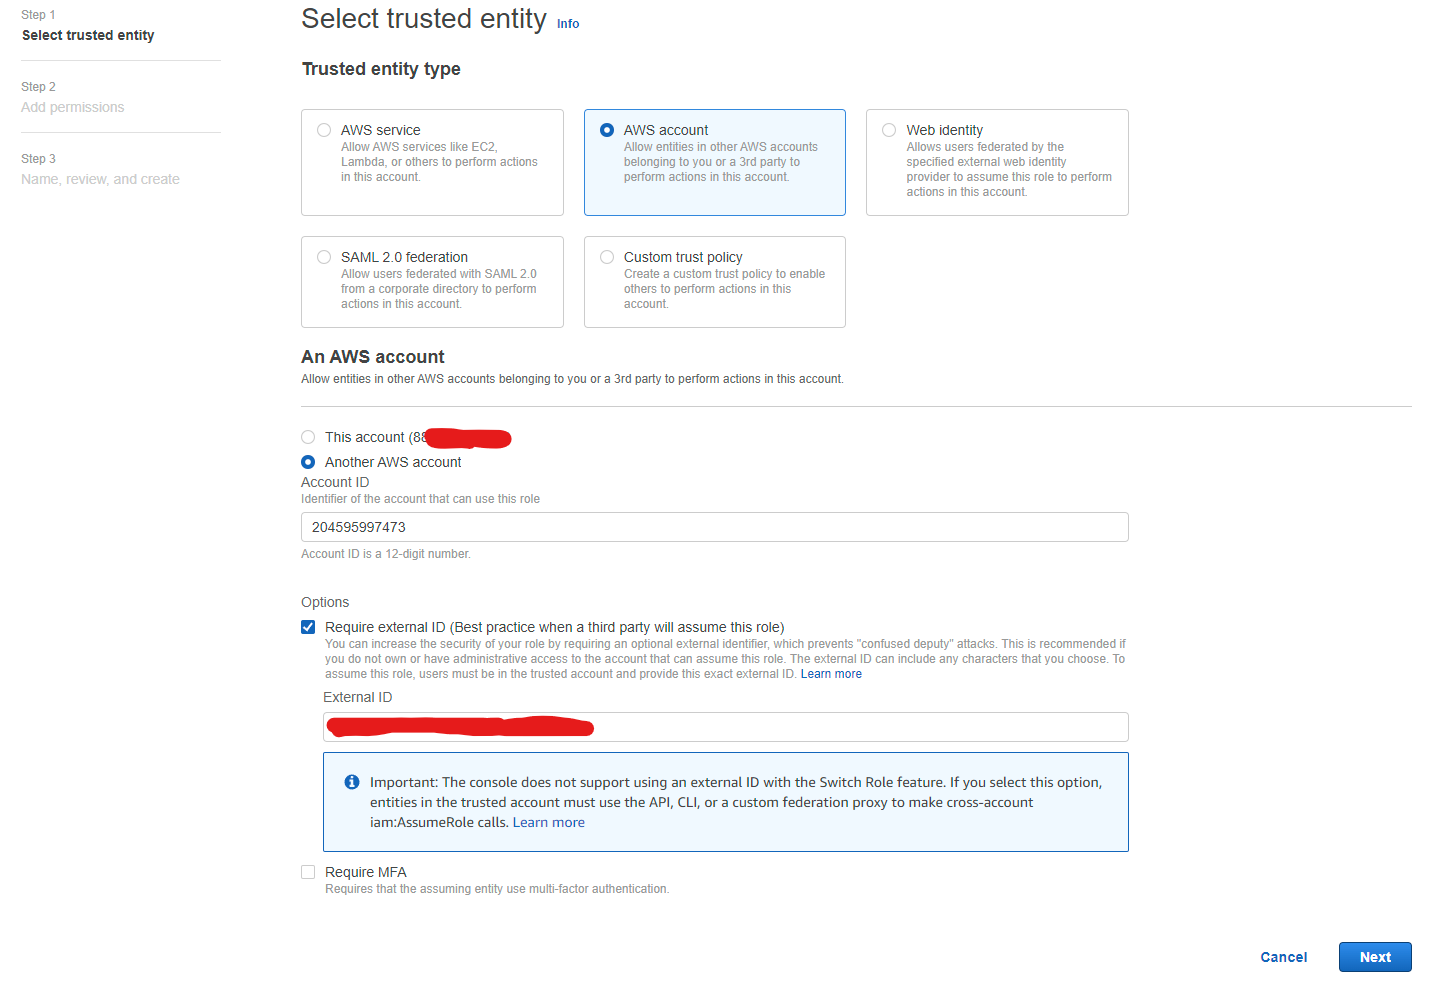 Step 1
Select trusted entity
Step 2
Add permissions
Step 3
Name, review, and create
Select trusted entity Info
Trusted entity type
AWS service
Allow AWS services like EC2,
Lambda, or others to perform actions
in this account.
AWS account
Allow entities in other AWS accounts
belonging to you or a 3rd party to
perform actions in this account.
Web identity
Allows users federated by the
specified external web identity
provider to assume this role to perform
actions in this account.
SAML 2.0 federation
Allow users federated with SAML 2.0
from a corporate directory to perform
actions in this account.
Custom trust policy
Create a custom trust policy to enable
others to perform actions in this
account.
An AWS account
Allow entities in other AWS accounts belonging to you or a 3rd party to perform actions in this account.
This account (88
Another AWS account
Account ID
Identifier of the account that can use this role
204595997473
Account ID is a 12-digit number.
Options
Require external ID (Best practice when a third party will assume this role)
You can increase the security of your role by requiring an optional external identifier, which prevents "confused deputy" attacks. This is recommended if
you do not own or have administrative access to the account that can assume this role. The external ID can include any characters that you choose. To
assume this role, users must be in the trusted account and provide this exact external ID. Learn more
External ID
Important: The console does not support using an external ID with the Switch Role feature. If you select this option,
entities in the trusted account must use the API, CLI, or a custom federation proxy to make cross-account
iam:AssumeRole calls. Learn more
Require MFA
Requires that the assuming entity use multi-factor authentication.
Cancel
Next